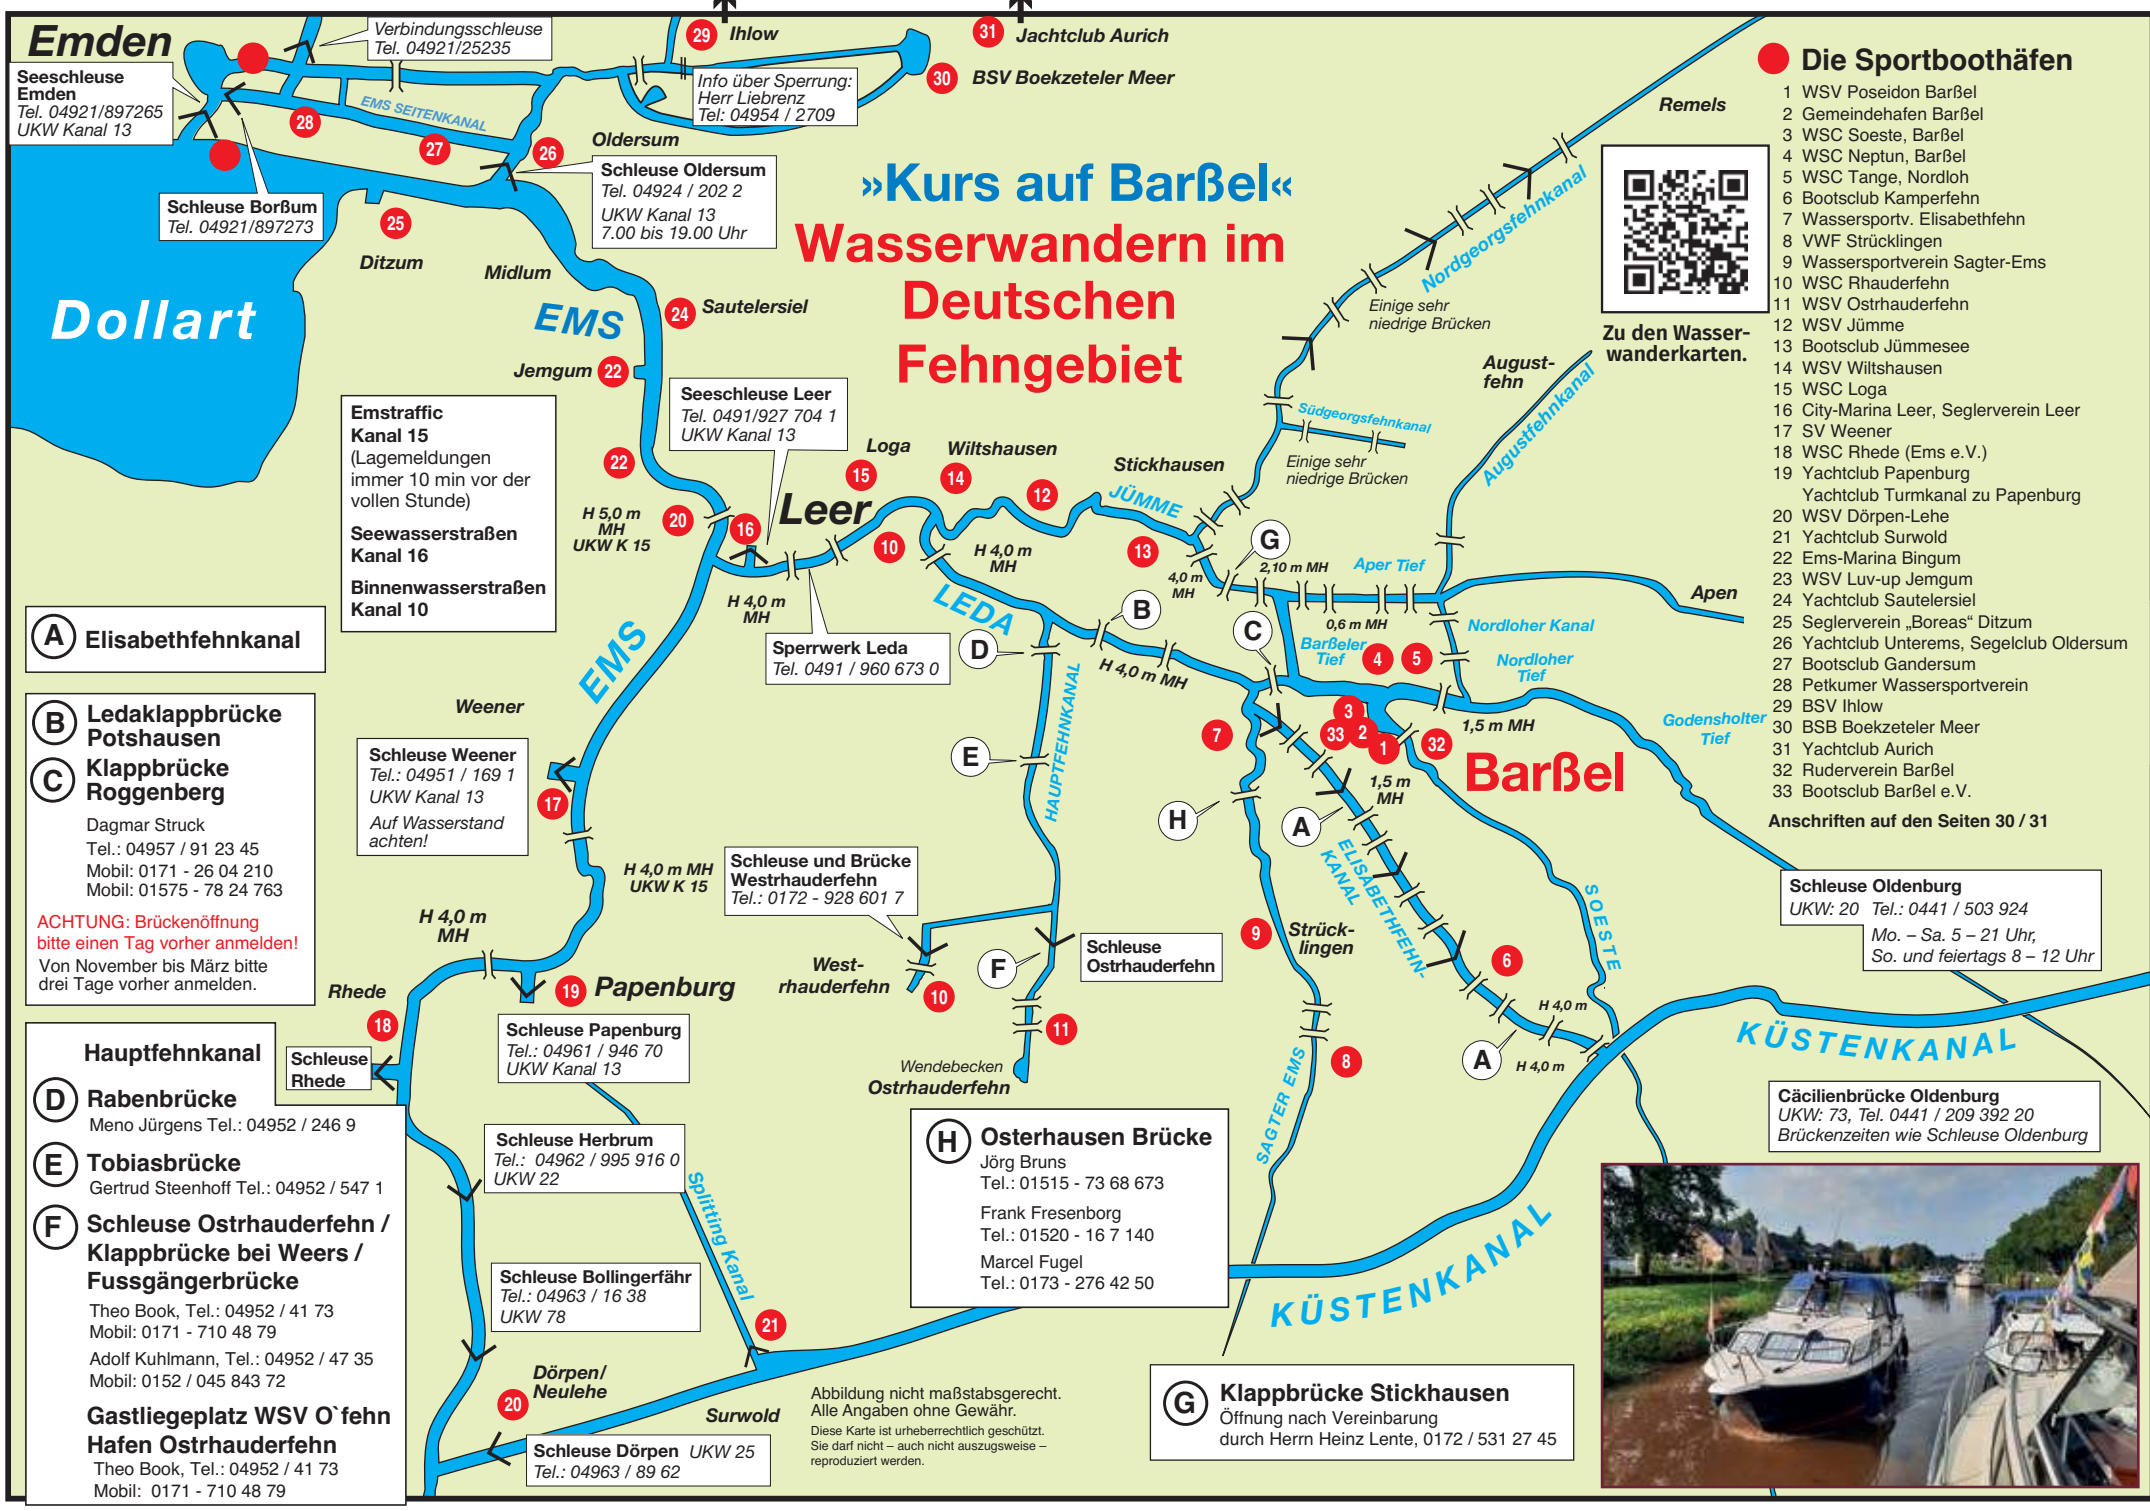 Emden
Seeschleuse
Emden
Tel. 04921/897265
UKW Kanal 13
Verbindungsschleuse
Tel. 04921/25235
EMS SEITENKANAL
28
27
26
Schleuse Borßum
Tel. 04921/897273
29 Ihlow
31 Jachtclub Aurich
30 BSV Boekzeteler Meer
Info über Sperrung:
Herr Liebrenz
Tel: 04954 / 2709
Oldersum
Schleuse Oldersum
Tel. 04924 / 202 2
UKW Kanal 13
7.00 bis 19.00 Uhr
25
Ditzum
Midlum
Dollart
EMS
24 Sautelersiel
Jemgum 22
»Kurs auf Barßel«
Wasserwandern im
Deutschen
Fehngebiet
Remels
Nordgeorgsfehnkanal
Einige sehr
niedrige Brücken
Südgeorgsfehnkanal
Einige sehr
niedrige Brücken
August-
fehn
Augustfehnkanal
Zu den Wasser-
wanderkarten.
Die Sportboothäfen
1 WSV Poseidon Barßel
2 Gemeindehafen Barßel
3 WSC Soeste, Barßel
4 WSC Neptun, Barßel
5 WSC Tange, Nordloh
6 Bootsclub Kamperfehn
7 Wassersportv. Elisabethfehn
8 VWF Strücklingen
9 Wassersportverein Sagter-Ems
10 WSC Rhauderfehn
11 WSV Ostrhauderfehn
12 WSV Jümme
13 Bootsclub Jümmesee
14 WSV Wiltshausen
15 WSC Loga
16 City-Marina Leer, Seglerverein Leer
17 SV Weener
18 WSC Rhede (Ems e.V.)
19 Yachtclub Papenburg
Yachtclub Turmkanal zu Papenburg
20 WSV Dörpen-Lehe
21 Yachtclub Surwold
22 Ems-Marina Bingum
23 WSV Luv-up Jemgum
24 Yachtclub Sautelersiel
25 Seglerverein „Boreas“ Ditzum
26 Yachtclub Unterems, Segelclub Oldersum
27 Bootsclub Gandersum
28 Petkumer Wassersportverein
29 BSV Ihlow
30 BSB Boekzeteler Meer
31 Yachtclub Aurich
32 Ruderverein Barßel
33 Bootsclub Barßel e.V.
Anschriften auf den Seiten 30 / 31
Emstraffic
Kanal 15
(Lagemeldungen
immer 10 min vor der
vollen Stunde)
Seewasserstraßen
Kanal 16
Binnenwasserstraßen
Kanal 10
Seeschleuse Leer
Tel. 0491/927 704 1
UKW Kanal 13
22
H 5,0 m
MH
UKW K 15
20
16
Leer
Loga
15
10
Wiltshausen
14
12
Stickhausen
JÜMME
13
H 4,0 m
MH
H 4,0 m
MH
LEDA
Sperrwerk Leda
Tel. 0491 / 960 673 0
4,0 m
MH
G
2,10 m MH
Aper Tief
Apen
0,6 m MH
Nordloher Kanal
Nordloher
Tief
Barßeler
Tief
4
5
B
C
D
H 4,0 m MH
1,5 m MH
Godensholter
Tief
3
33
2
1
32
Barßel
1,5 m
MH
7
HAUPTFEHNKANAL
E
H
A
ELISABETHFEHN-
KANAL
SOESTE
A Elisabethfehnkanal
B Ledaklappbrücke
Potshausen
C Klappbrücke
Roggenberg
Dagmar Struck
Tel.: 04957 / 91 23 45
Mobil: 0171 - 26 04 210
Mobil: 01575 - 78 24 763
ACHTUNG: Brückenöffnung
bitte einen Tag vorher anmelden!
Von November bis März bitte
drei Tage vorher anmelden.
EMS
Weener
Schleuse Weener
Tel.: 04951 / 169 1
UKW Kanal 13
Auf Wasserstand
achten!
17
H 4,0 m MH
UKW K 15
H 4,0 m
MH
Schleuse und Brücke
Westrhauderfehn
Tel.: 0172 - 928 601 7
West-
rhauderfehn
10
F
Schleuse
Ostrhauderfehn
11
Wendebecken
Ostrhauderfehn
9
Strück-
lingen
8
SAGTER EMS
6
H 4,0 m
A
H 4,0 m
Schleuse Oldenburg
UKW: 20 Tel.: 0441 / 503 924
Mo. – Sa. 5 – 21 Uhr,
So. und feiertags 8 – 12 Uhr
KÜSTENKANAL
Cäcilienbrücke Oldenburg
UKW: 73, Tel. 0441 / 209 392 20
Brückenzeiten wie Schleuse Oldenburg
Rhede
18
Schleuse
Rhede
19 Papenburg
Schleuse Papenburg
Tel.: 04961 / 946 70
UKW Kanal 13
Schleuse Herbrum
Tel.: 04962 / 995 916 0
UKW 22
Splitting Kanal
Schleuse Bollingerfähr
Tel.: 04963 / 16 38
UKW 78
21
Dörpen/
Neulehe
20
Surwold
Schleuse Dörpen UKW 25
Tel.: 04963 / 89 62
Hauptfehnkanal
D Rabenbrücke
Meno Jürgens Tel.: 04952 / 246 9
E Tobiasbrücke
Gertrud Steenhoff Tel.: 04952 / 547 1
F Schleuse Ostrhauderfehn /
Klappbrücke bei Weers /
Fussgängerbrücke
Theo Book, Tel.: 04952 / 41 73
Mobil: 0171 - 710 48 79
Adolf Kuhlmann, Tel.: 04952 / 47 35
Mobil: 0152 / 045 843 72
Gastliegeplatz WSV O`fehn
Hafen Ostrhauderfehn
Theo Book, Tel.: 04952 / 41 73
Mobil: 0171 - 710 48 79
H Osterhausen Brücke
Jörg Bruns
Tel.: 01515 - 73 68 673
Frank Fresenborg
Tel.: 01520 - 16 7 140
Marcel Fugel
Tel.: 0173 - 276 42 50
KÜSTENKANAL
G Klappbrücke Stickhausen
Öffnung nach Vereinbarung
durch Herrn Heinz Lente, 0172 / 531 27 45
Abbildung nicht maßstabsgerecht.
Alle Angaben ohne Gewähr.
Diese Karte ist urheberrechtlich geschützt.
Sie darf nicht – auch nicht auszugsweise –
reproduziert werden.